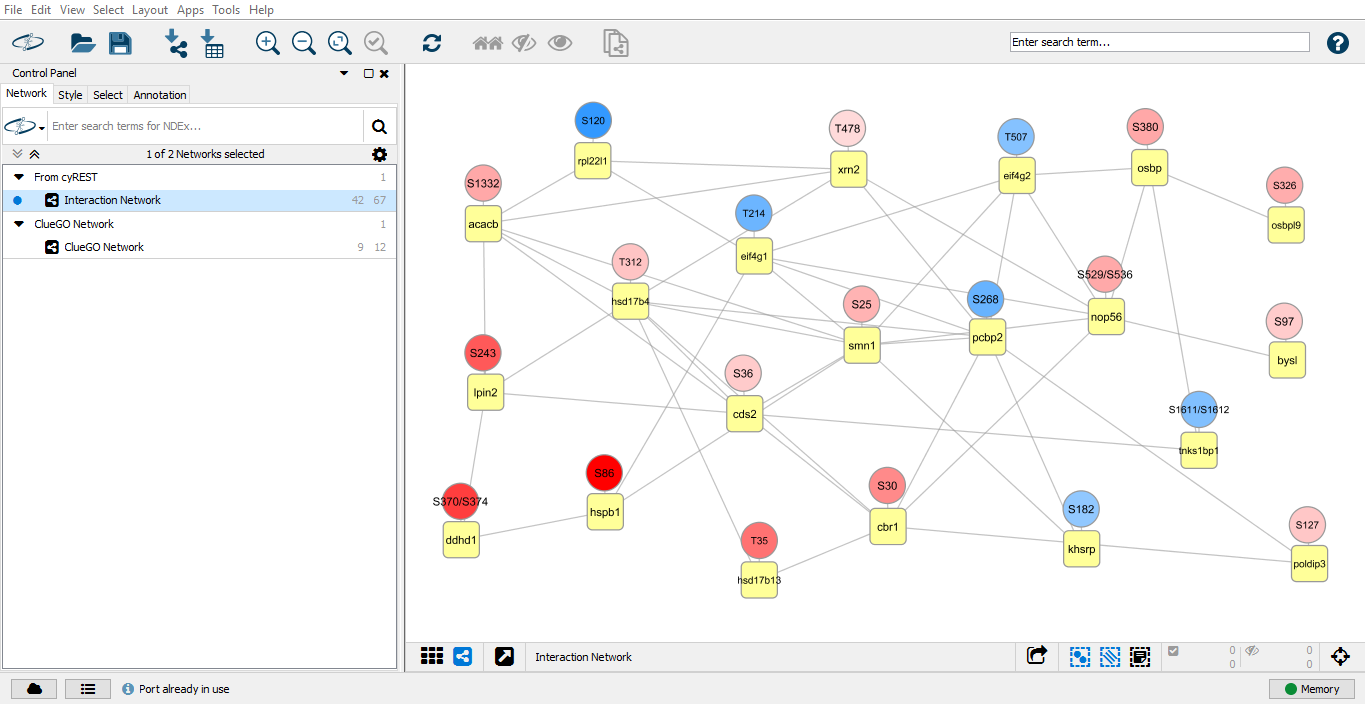 File Edit View Select Layout Apps Tools Help
Enter search term...
Control Panel
Network Style Select Annotation
Enter search terms for NDEx...
1 of 2 Networks selected
From cyREST 1
Interaction Network 42 67
ClueGO Network 1
ClueGO Network 9 12
S120
T478
T507
S380
rpl22l1
xrn2
eif4g2
osbp
S1332
S326
acacb
T214
osbpl9
eif4g1
T312
S529/S536
hsd17b4
S25
S268
nop56
S97
smn1
pcbp2
bysl
S243
S36
lpin2
cds2
S1611/S1612
tnks1bp1
S86
S30
S370/S374
hspb1
S182
ddhd1
cbr1
S127
T35
khsrp
hsd17b13
poldip3
Interaction Network
0 0
0 0
Port already in use
Memory